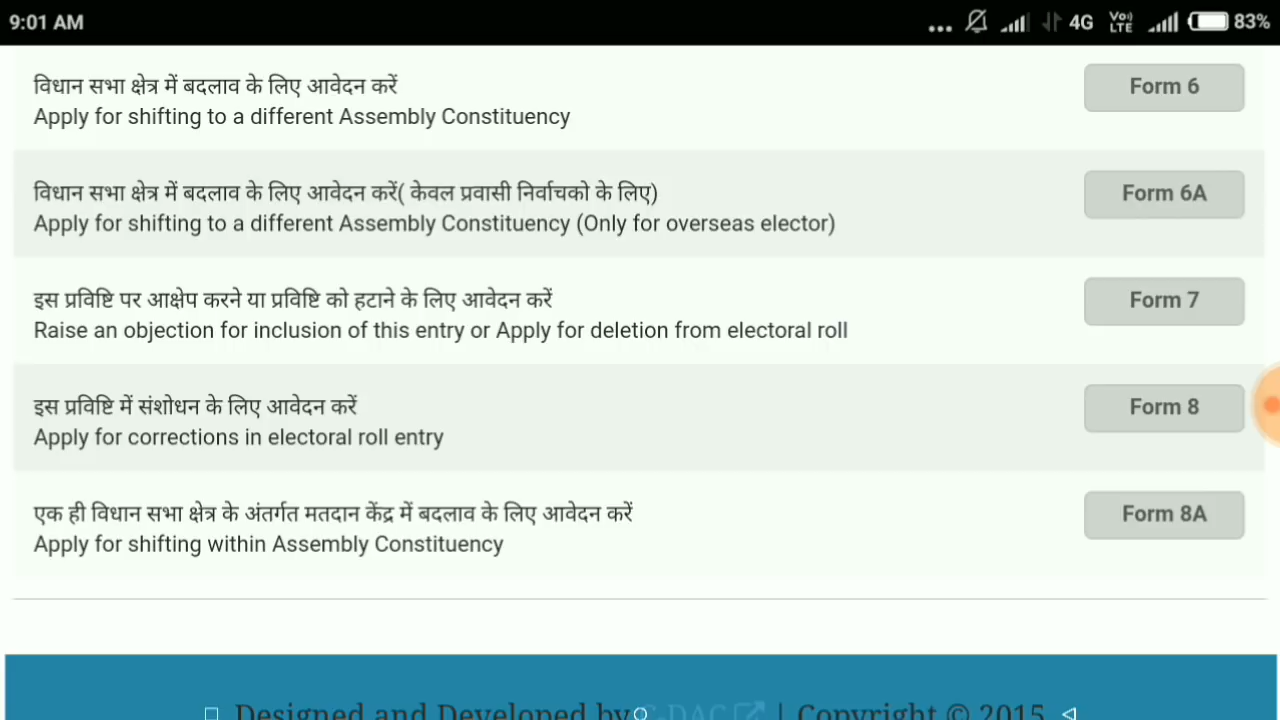 9:01 AM
4G Vo)) LTE 83%
विधान सभा क्षेत्र में बदलाव के लिए आवेदन करें
Form 6
Apply for shifting to a different Assembly Constituency
विधान सभा क्षेत्र में बदलाव के लिए आवेदन करें( केवल प्रवासी निर्वाचको के लिए)
Form 6A
Apply for shifting to a different Assembly Constituency (Only for overseas elector)
इस प्रविष्टि पर आक्षेप करने या प्रविष्टि को हटाने के लिए आवेदन करें
Form 7
Raise an objection for inclusion of this entry or Apply for deletion from electoral roll
इस प्रविष्टि में संशोधन के लिए आवेदन करें
Form 8
Apply for corrections in electoral roll entry
एक ही विधान सभा क्षेत्र के अंतर्गत मतदान केंद्र में बदलाव के लिए आवेदन करें
Form 8A
Apply for shifting within Assembly Constituency
Designed and Developed by C-DAC | Copyright © 2015